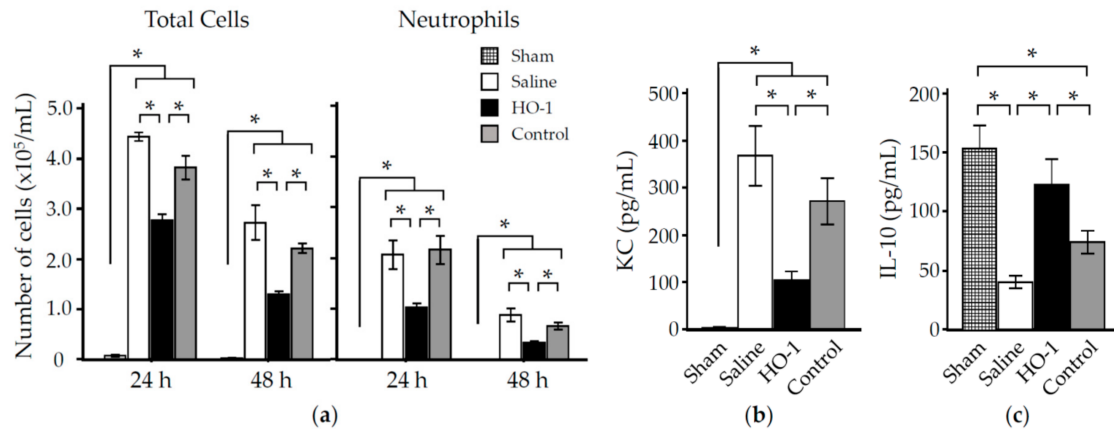 Total Cells
Neutrophils
Sham
Saline
HO-1
Control
Number of cells (x10⁵/mL)
5.0
4.0
3.0
2.0
1.0
0
* * * * * *
* * * * * *
24 h
48 h
24 h
48 h
(a)
KC (pg/mL)
500
400
300
200
100
0
* * *
Sham
Saline
HO-1
Control
(b)
IL-10 (pg/mL)
200
150
100
50
0
* * * *
Sham
Saline
HO-1
Control
(c)